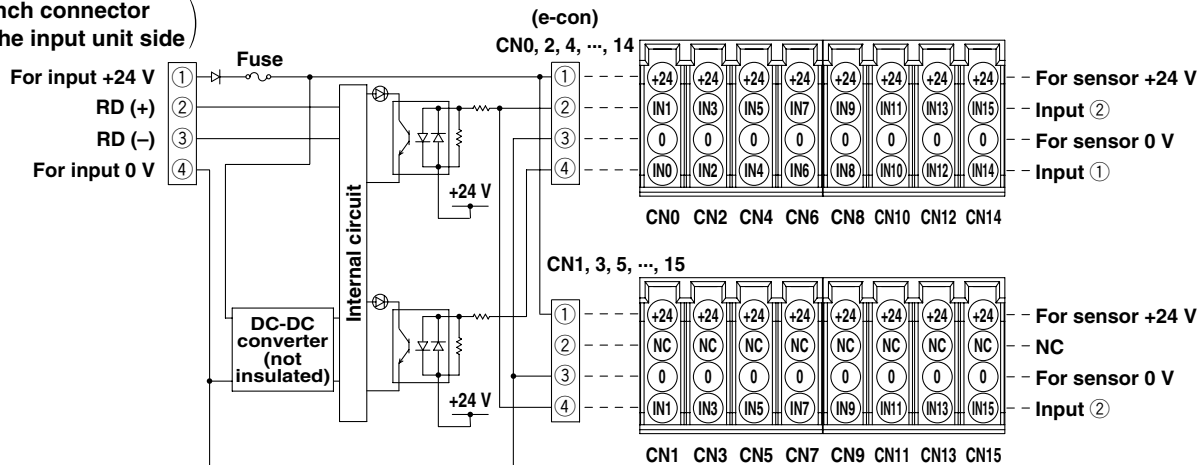 nch connector
he input unit side
(e-con)
CN0, 2, 4, ···, 14
Fuse
For input +24 V ①
RD (+) ②
RD (–) ③
For input 0 V ④
Internal circuit
+24 V
DC-DC
converter
(not
insulated)
+24 V
①
②
③
④
+24 +24 +24 +24 +24 +24 +24 +24 For sensor +24 V
IN1 IN3 IN5 IN7 IN9 IN11 IN13 IN15 Input ②
0 0 0 0 0 0 0 0 For sensor 0 V
IN0 IN2 IN4 IN6 IN8 IN10 IN12 IN14 Input ①
CN0 CN2 CN4 CN6 CN8 CN10 CN12 CN14
CN1, 3, 5, ···, 15
①
②
③
④
+24 +24 +24 +24 +24 +24 +24 +24 For sensor +24 V
NC NC NC NC NC NC NC NC NC
0 0 0 0 0 0 0 0 For sensor 0 V
IN1 IN3 IN5 IN7 IN9 IN11 IN13 IN15 Input ②
CN1 CN3 CN5 CN7 CN9 CN11 CN13 CN15